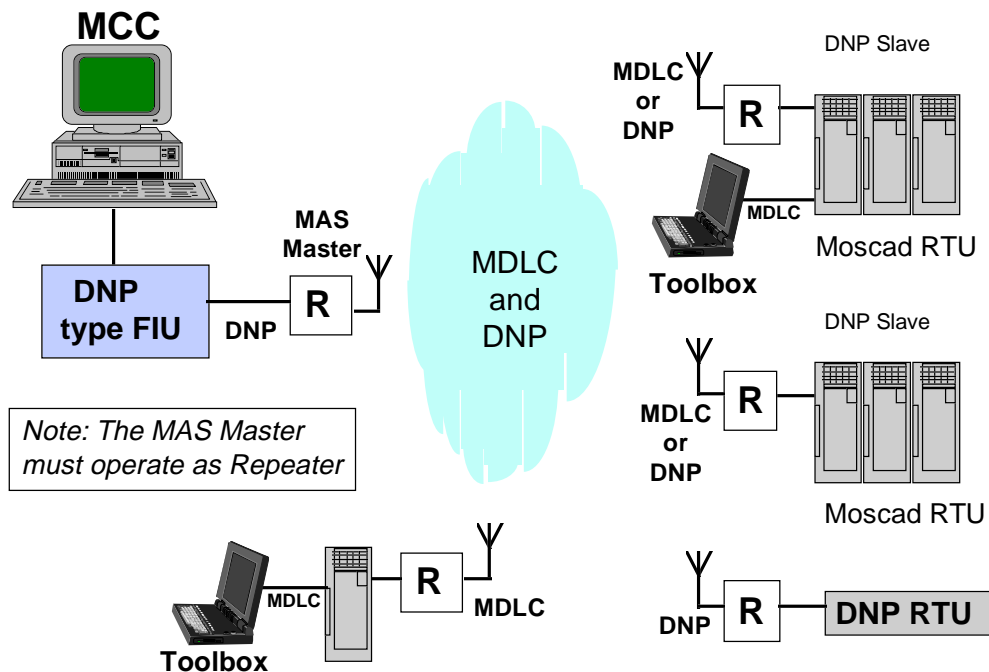 MCC
DNP
type FIU
DNP
MAS
Master
R
Note: The MAS Master
must operate as Repeater
MDLC
and
DNP
DNP Slave
MDLC
or
DNP
R
MDLC
Toolbox
Moscad RTU
DNP Slave
R
MDLC
or
DNP
Moscad RTU
MDLC
Toolbox
R
MDLC
DNP
R
DNP RTU